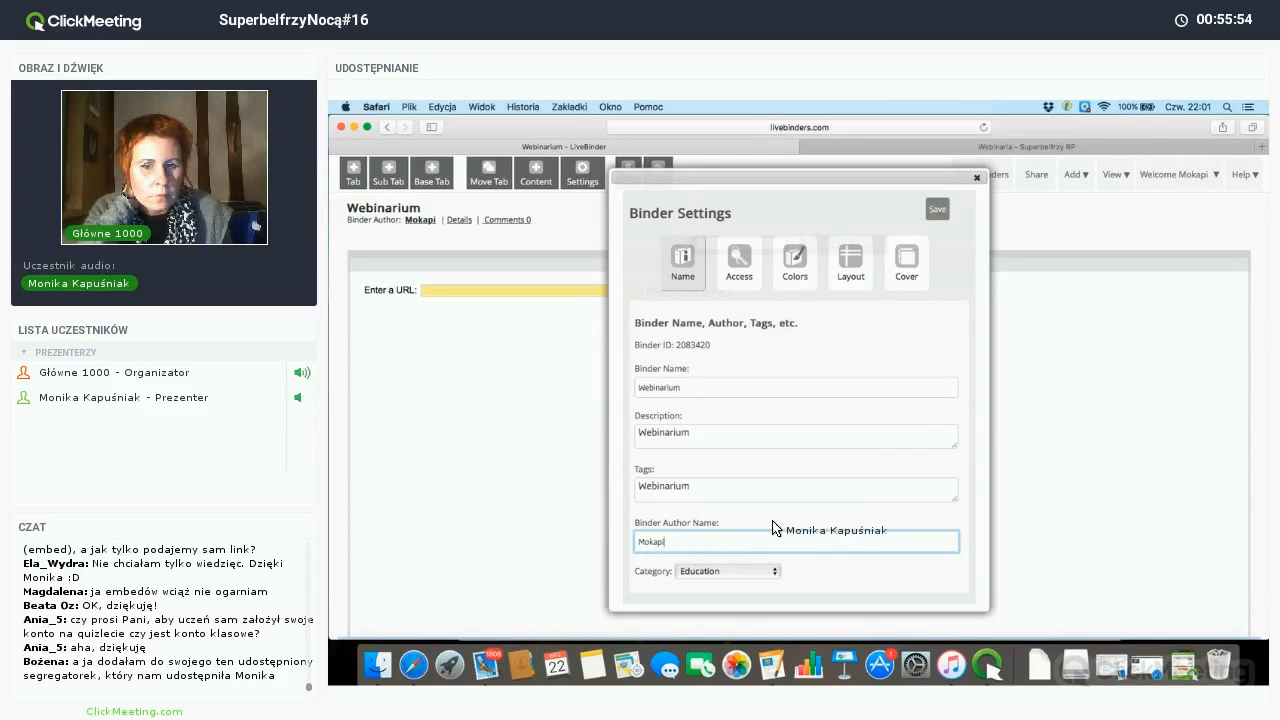 ClickMeeting
SuperbelfrzyNocą#16
00:55:54
OBRAZ I DŹWIĘK
Główne 1000
Uczestnik audio:
Monika Kapuśniak
LISTA UCZESTNIKÓW
PREZENTERZY
Główne 1000 - Organizator
Monika Kapuśniak - Prezenter
CZAT
(embed), a jak tylko podajemy sam link?
Ela_Wydra: Nie chciałam tylko wiedzieć. Dzięki
Monika :D
Magdalena: ja embedów wciąż nie ogarniam
Beata Oz: OK, dziękuję!
Ania_5: czy prosi Pani, aby uczeń sam założył swoje
konto na quizlecie czy jest konto klasowe?
Ania_5: aha, dziękuję
Bożena: a ja dodałam do swojego ten udostępniony
segregatorek, który nam udostępniła Monika
ClickMeeting.com
UDOSTĘPNIANIE
Safari Plik Edycja Widok Historia Zakładki Okno Pomoc
100% Czw. 22:01
livebinders.com
Webinarium - LiveBinder
Webinaria - Superbelfrzy RP
Tab Sub Tab Base Tab Move Tab Content Settings
Share Add View Welcome Mokapi Help
Webinarium
Binder Author: Mokapi | Details | Comments 0
Enter a URL:
Binder Settings
Save
Name Access Colors Layout Cover
Binder Name, Author, Tags, etc.
Binder ID: 2083420
Binder Name:
Webinarium
Description:
Webinarium
Tags:
Webinarium
Binder Author Name:
Monika Kapuśniak
Mokapi
Category: Education
22
1
ClickMeeting